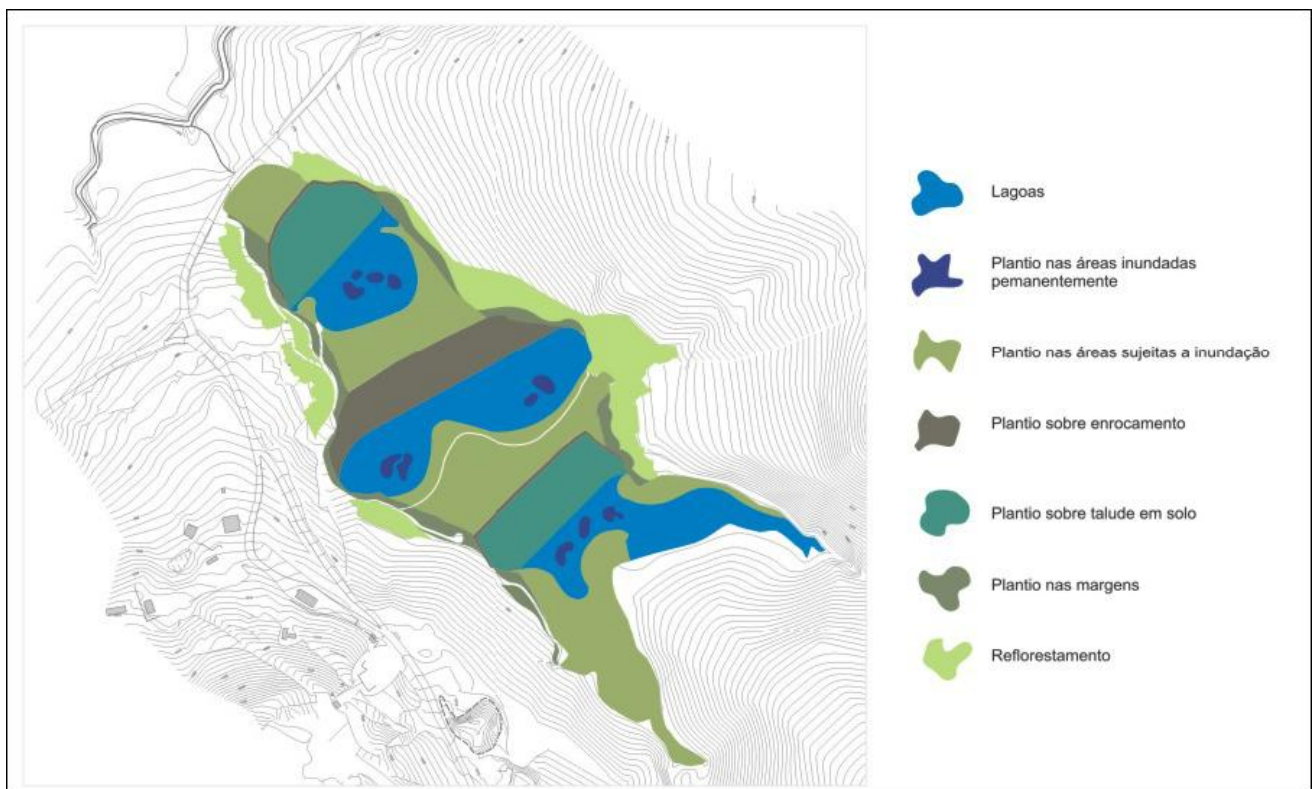 Lagoas
Plantio nas áreas inundadas
pemanentemente
Plantio nas áreas sujeitas a inundação
Plantio sobre enrocamento
Plantio sobre talude em solo
Plantio nas margens
Reflorestamento